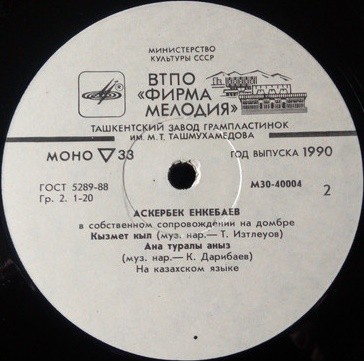 МИНИСТЕРСТВО
КУЛЬТУРЫ СССР
ВТПО
«ФИРМА
МЕЛОДИЯ»
ТАШКЕНТСКИЙ ЗАВОД ГРАМПЛАСТИНОК
ИМ. М. Т. ТАШМУХАМЕДОВА
МОНО 33
ГОД ВЫПУСКА 1990
ГОСТ 5289-88
Гр. 2. 1-20
М30-40004
2
АСКЕРБЕК ЕНКЕБАЕВ
в собственном сопровождении на домбре
Кызмет кыл (муз. нар.— Т. Изтлеуов)
Ана туралы аныз
(муз. нар.— К. Дарибаев)
На казахском языке